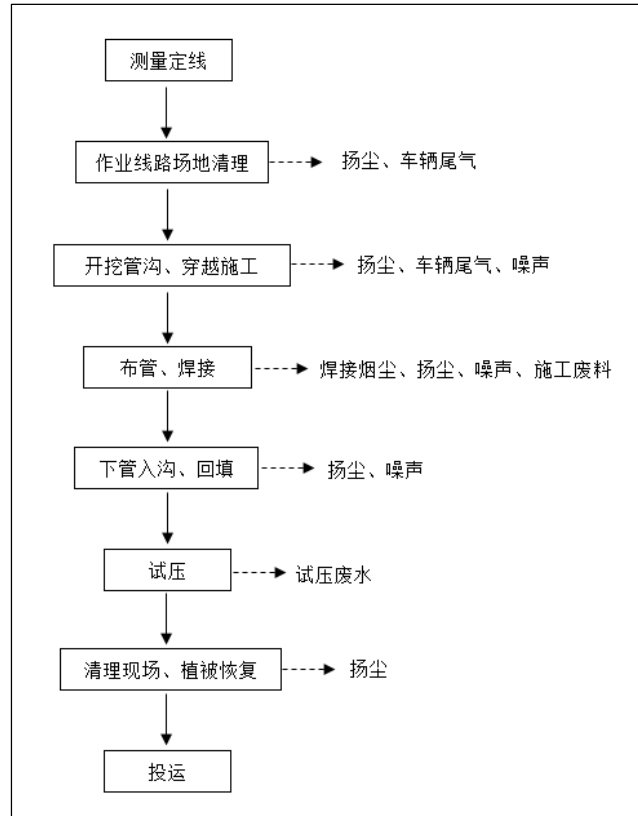 测量定线
作业线路场地清理
扬尘、车辆尾气
开挖管沟、穿越施工
扬尘、车辆尾气、噪声
布管、焊接
焊接烟尘、扬尘、噪声、施工废料
下管入沟、回填
扬尘、噪声
试压
试压废水
清理现场、植被恢复
扬尘
投运